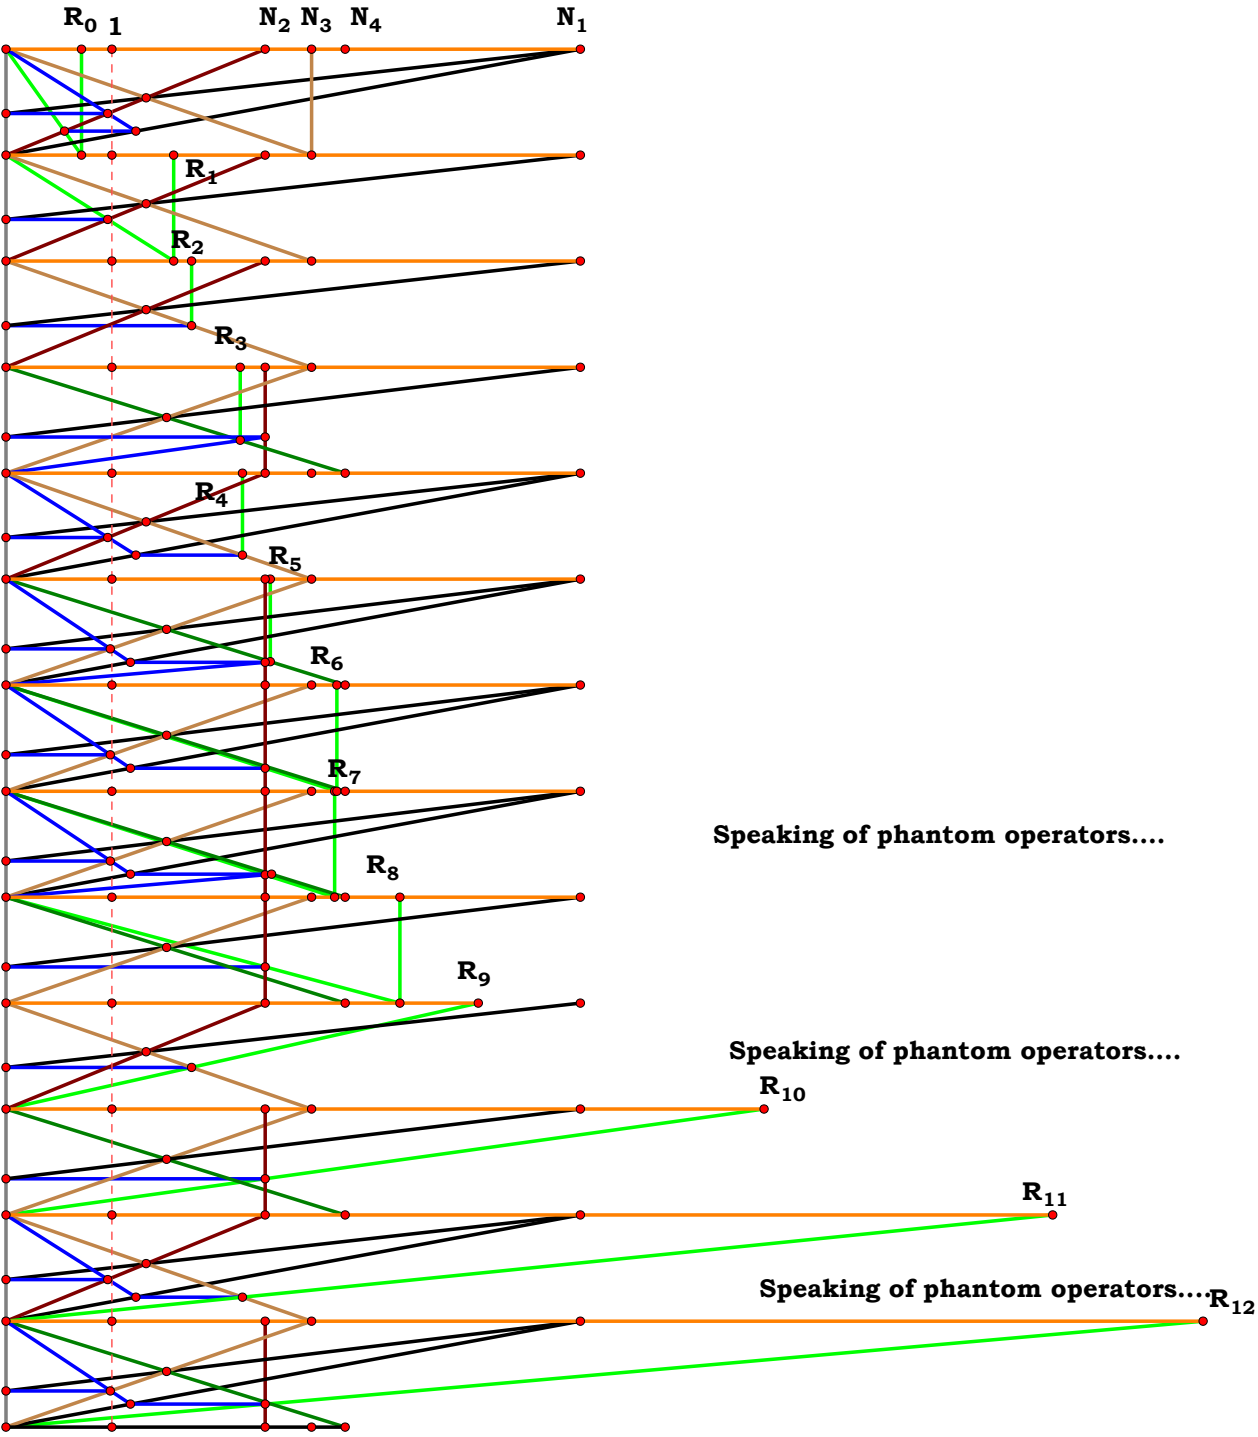 R0 1 N2 N3 N4 N1
R1
R2
R3
R4
R5
R6
R7
Speaking of phantom operators....
R8
R9
Speaking of phantom operators....
R10
R11
Speaking of phantom operators....
R12